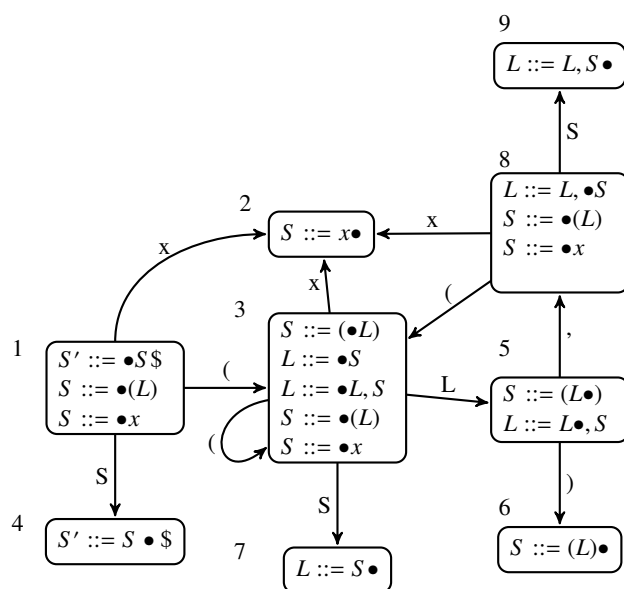 9
L ::= L, S •
S
8
L ::= L, •S
S ::= •(L)
S ::= •x
2
S ::= x•
x
x
x
(
3
S ::= (•L)
L ::= •S
L ::= •L, S
S ::= •(L)
S ::= •x
1
S′ ::= •S$
S ::= •(L)
S ::= •x
(
(
L
,
5
S ::= (L•)
L ::= L•, S
S
S
)
4
S′ ::= S • $
7
L ::= S •
6
S ::= (L)•